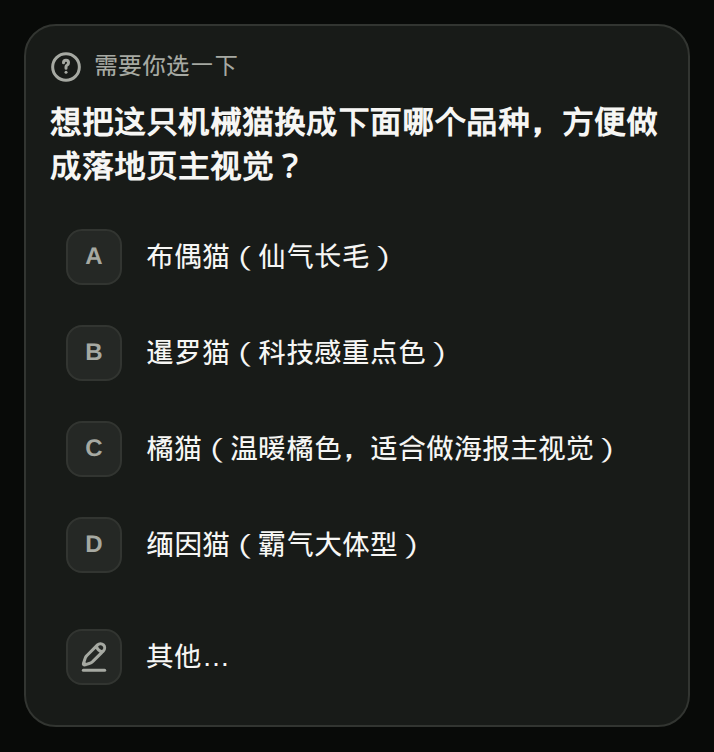 需要你选一下
想把这只机械猫换成下面哪个品种，方便做
成落地页主视觉？
A 布偶猫（仙气长毛）
B 暹罗猫（科技感重点色）
C 橘猫（温暖橘色，适合做海报主视觉）
D 缅因猫（霸气大体型）
其他...